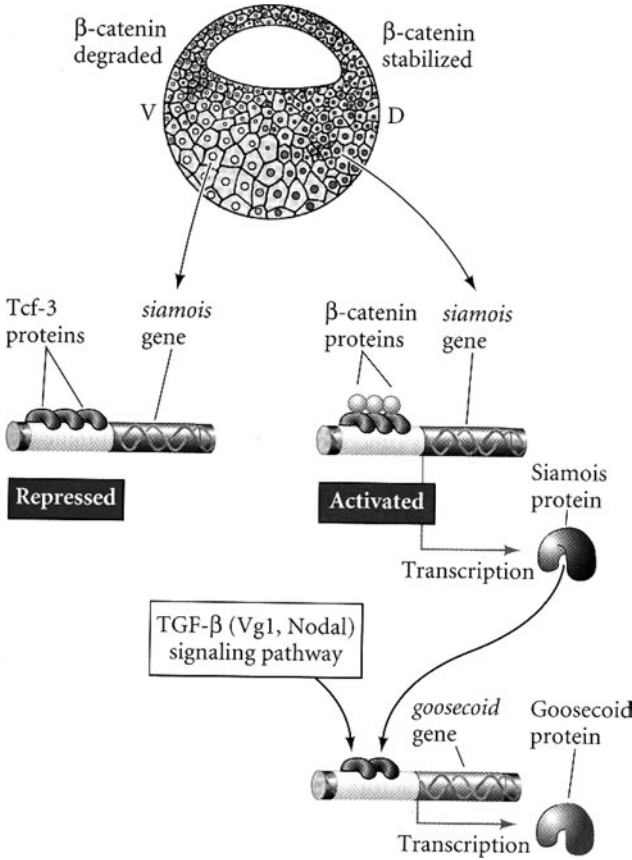 β-catenin
degraded
β-catenin
stabilized
V
D
Tcf-3
proteins
siamois
gene
β-catenin
proteins
siamois
gene
Repressed
Activated
Siamois
protein
Transcription
TGF-β (Vg1, Nodal)
signaling pathway
goosecoid
gene
Goosecoid
protein
Transcription